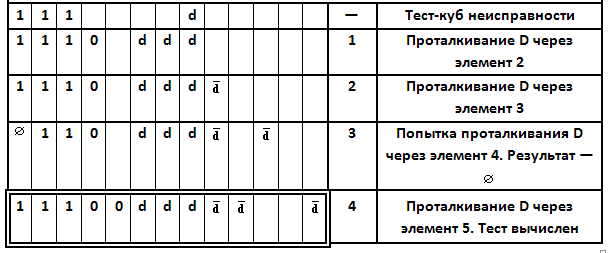 1 1 1 d — Тест-куб неисправности
1 1 1 0 d d d 1 Проталкивание D через
элемент 2
1 1 1 0 d d d d̅ 2 Проталкивание D через
элемент 3
∅ 1 1 0 d d d d̅ d̅ 3 Попытка проталкивания D
через элемент 4. Результат —
∅
1 1 1 0 0 d d d d̅ d̅ d̅ 4 Проталкивание D через
элемент 5. Тест вычислен